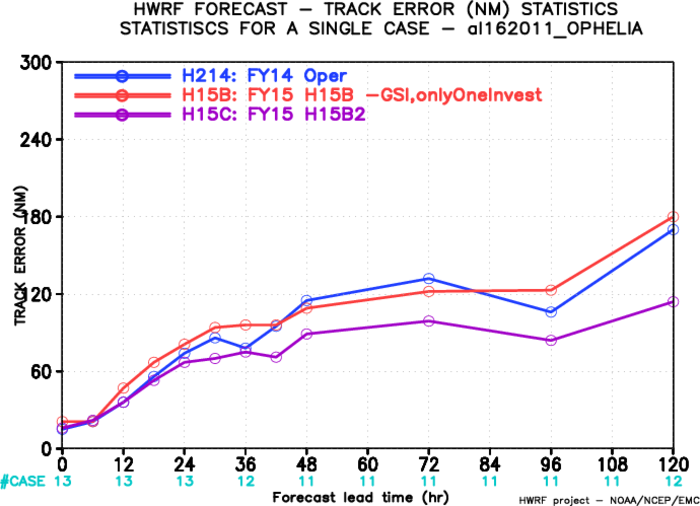 HWRF FORECAST – TRACK ERROR (NM) STATISTICS
STATISTISCS FOR A SINGLE CASE – al162011_OPHELIA
300
H214: FY14 Oper
H15B: FY15 H15B –GSI,onlyOneInvest
H15C: FY15 H15B2
240
180
120
60
0
TRACK ERROR (NM)
0 12 24 36 48 60 72 84 96 108 120
#CASE 13 13 13 12 11 11 11 11 11 11 12
Forecast lead time (hr)
HWRF project – NOAA/NCEP/EMC